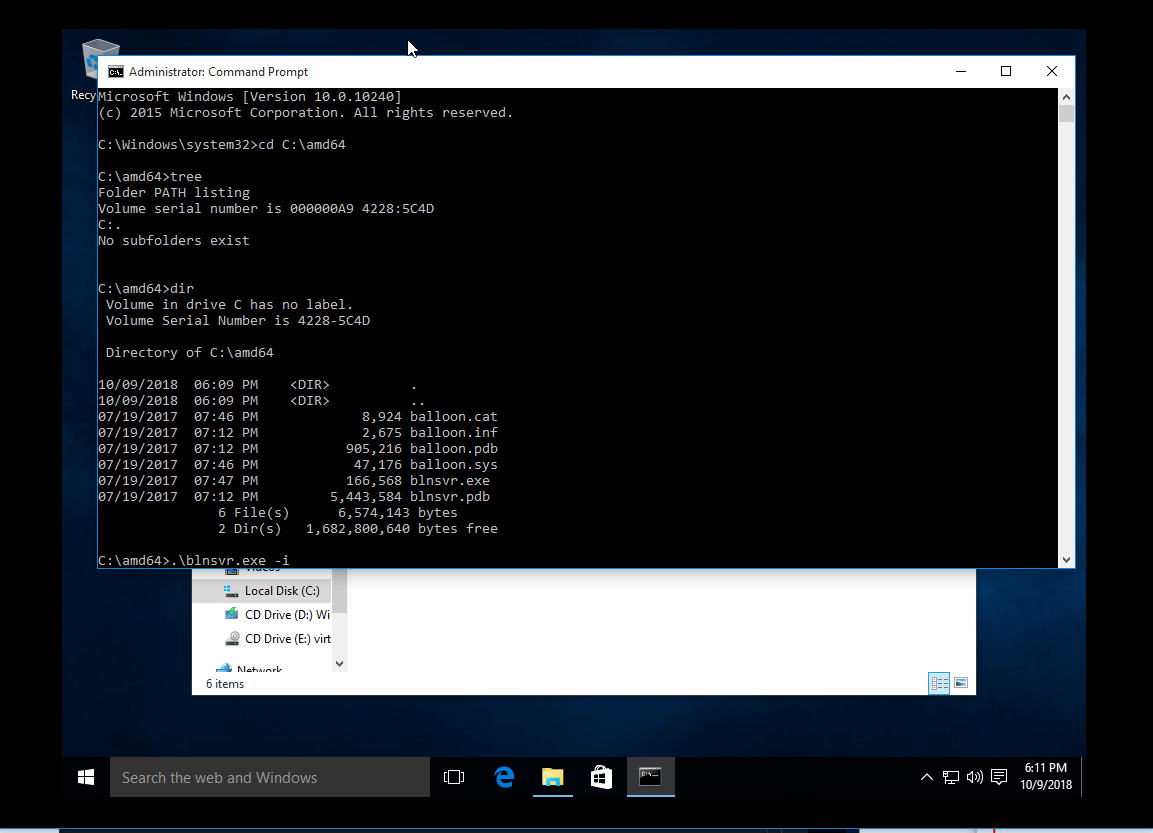 Recy
Administrator: Command Prompt
Microsoft Windows [Version 10.0.10240]
(c) 2015 Microsoft Corporation. All rights reserved.
C:\Windows\system32>cd C:\amd64
C:\amd64>tree
Folder PATH listing
Volume serial number is 000000A9 4228:5C4D
C:.
No subfolders exist
C:\amd64>dir
 Volume in drive C has no label.
 Volume Serial Number is 4228-5C4D
 Directory of C:\amd64
10/09/2018  06:09 PM    <DIR>          .
10/09/2018  06:09 PM    <DIR>          ..
07/19/2017  07:46 PM             8,924 balloon.cat
07/19/2017  07:12 PM             2,675 balloon.inf
07/19/2017  07:12 PM           905,216 balloon.pdb
07/19/2017  07:46 PM            47,176 balloon.sys
07/19/2017  07:47 PM           166,568 blnsvr.exe
07/19/2017  07:12 PM         5,443,584 blnsvr.pdb
               6 File(s)      6,574,143 bytes
               2 Dir(s)   1,682,800,640 bytes free
C:\amd64>.\blnsvr.exe -i
Videos
Local Disk (C:)
CD Drive (D:) Wi
CD Drive (E:) virt
Network
6 items
Search the web and Windows
6:11 PM
10/9/2018